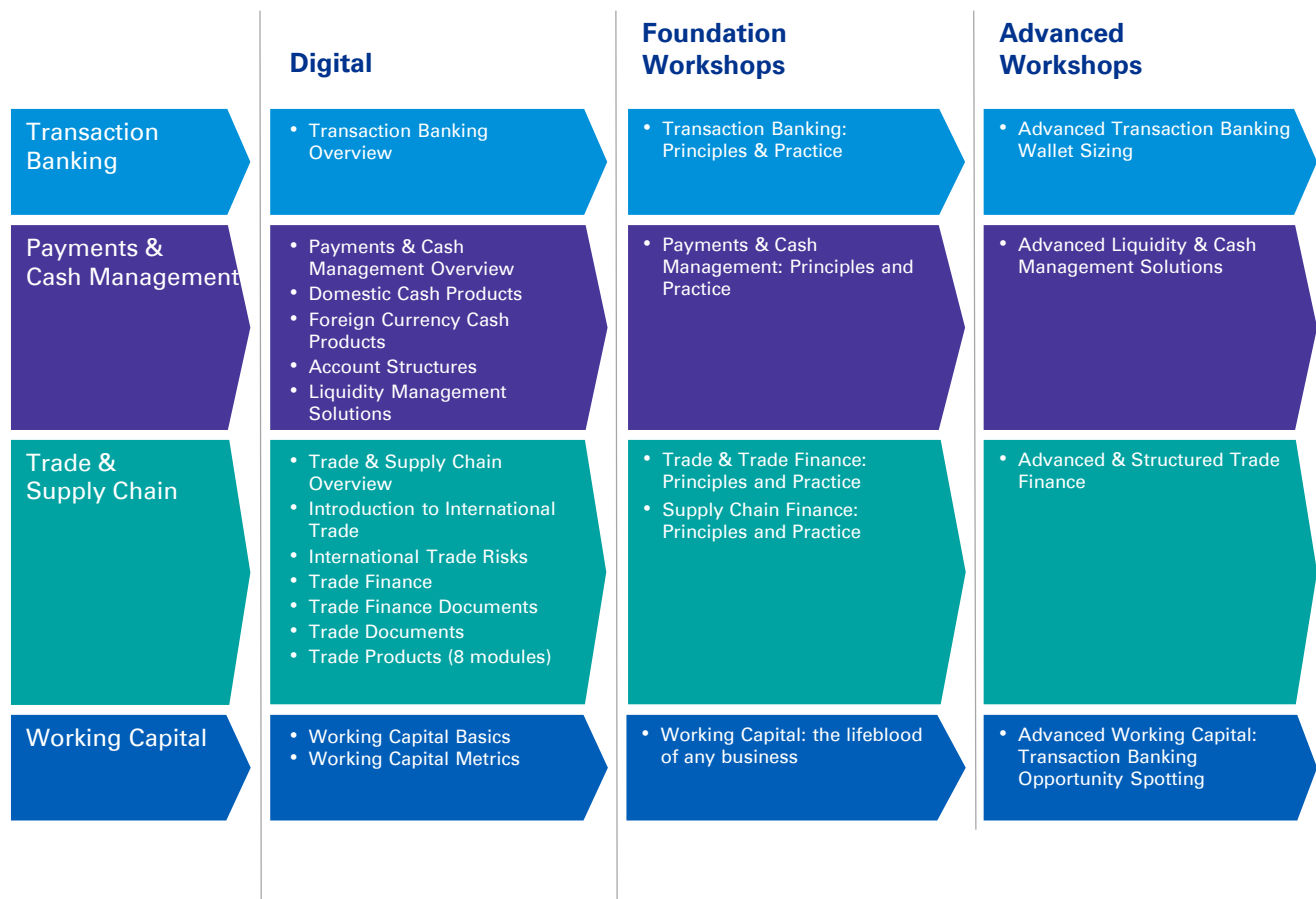 Digital
Foundation
Workshops
Advanced
Workshops
Transaction
Banking
• Transaction Banking
Overview
• Transaction Banking:
Principles & Practice
• Advanced Transaction Banking
Wallet Sizing
Payments &
Cash Management
• Payments & Cash
Management Overview
• Domestic Cash Products
• Foreign Currency Cash
Products
• Account Structures
• Liquidity Management
Solutions
• Payments & Cash
Management: Principles and
Practice
• Advanced Liquidity & Cash
Management Solutions
Trade &
Supply Chain
• Trade & Supply Chain
Overview
• Introduction to International
Trade
• International Trade Risks
• Trade Finance
• Trade Finance Documents
• Trade Documents
• Trade Products (8 modules)
• Trade & Trade Finance:
Principles and Practice
• Supply Chain Finance:
Principles and Practice
• Advanced & Structured Trade
Finance
Working Capital
• Working Capital Basics
• Working Capital Metrics
• Working Capital: the lifeblood
of any business
• Advanced Working Capital:
Transaction Banking
Opportunity Spotting